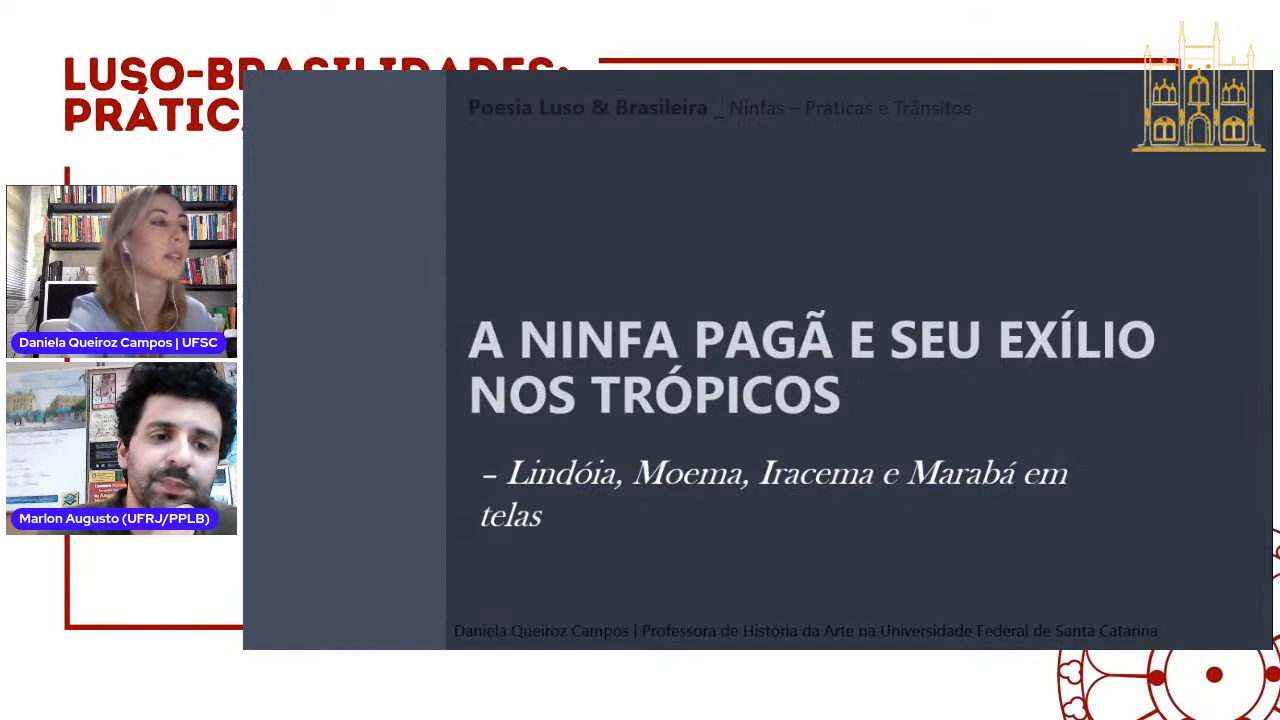 LUSO-BRASILIDADES:
PRÁTICA
Poesia Luso & Brasileira _ Ninfas – Práticas e Trânsitos
A NINFA PAGÃ E SEU EXÍLIO
NOS TRÓPICOS
– Lindóia, Moema, Iracema e Marabá em
telas
Daniela Queiroz Campos | Professora de História da Arte na Universidade Federal de Santa Catarina
Daniela Queiroz Campos | UFSC
Marlon Augusto (UFRJ/PPLB)